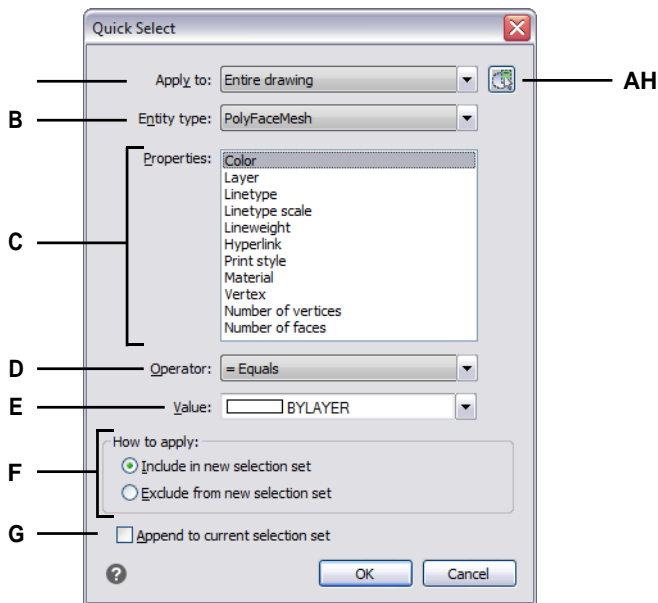 Quick Select
Apply to: Entire drawing AH
B Entity type: PolyFaceMesh
C Properties: Color
Layer
Linetype
Linetype scale
Lineweight
Hyperlink
Print style
Material
Vertex
Number of vertices
Number of faces
D Operator: = Equals
E Value: BYLAYER
F How to apply:
Include in new selection set
Exclude from new selection set
G Append to current selection set
? OK Cancel